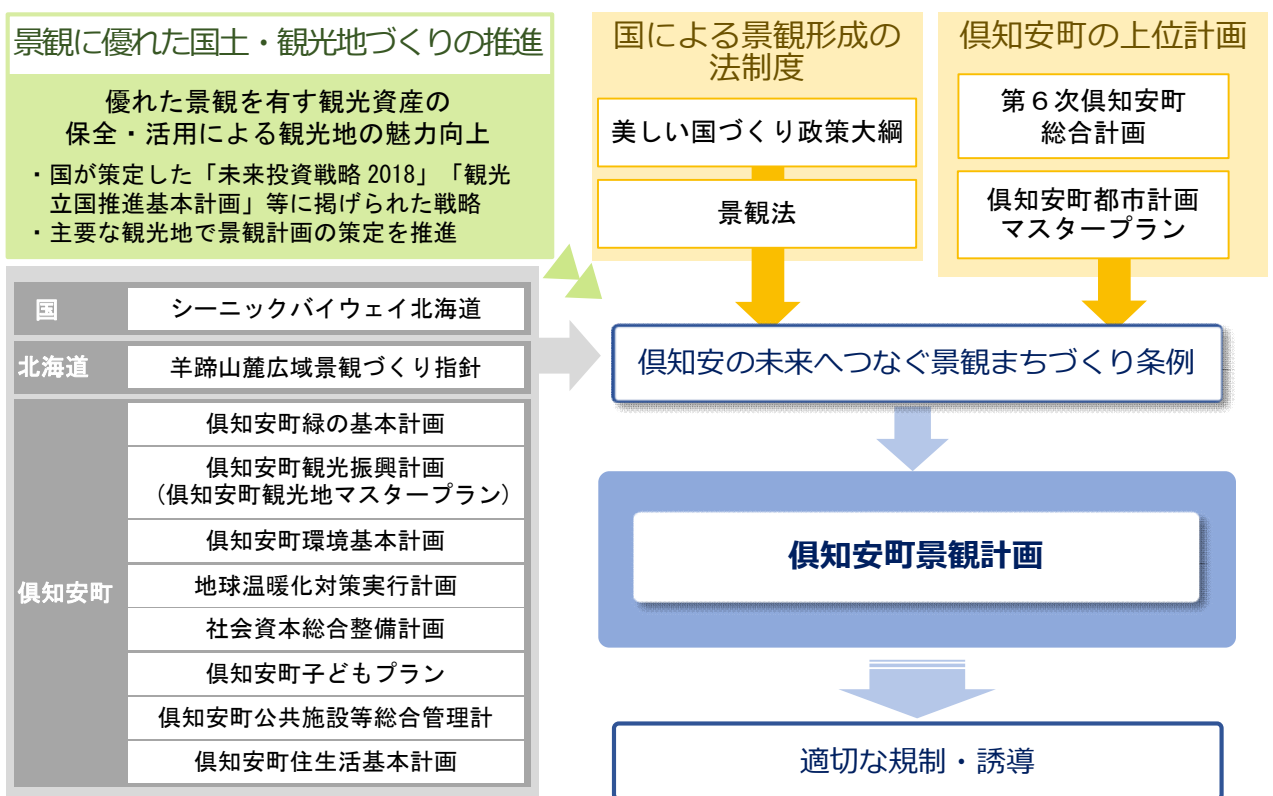 景観に優れた国土・観光地づくりの推進
優れた景観を有す観光資産の
保全・活用による観光地の魅力向上
・国が策定した「未来投資戦略 2018」「観光
立国推進基本計画」等に掲げられた戦略
・主要な観光地で景観計画の策定を推進
国による景観形成の
法制度
美しい国づくり政策大綱
景観法
倶知安町の上位計画
第６次倶知安町
総合計画
倶知安町都市計画
マスタープラン
国
シーニックバイウェイ北海道
北海道
羊蹄山麓広域景観づくり指針
倶知安町
倶知安町緑の基本計画
倶知安町観光振興計画
（倶知安町観光地マスタープラン）
倶知安町環境基本計画
地球温暖化対策実行計画
社会資本総合整備計画
倶知安町子どもプラン
倶知安町公共施設等総合管理計
倶知安町住生活基本計画
倶知安の未来へつなぐ景観まちづくり条例
倶知安町景観計画
適切な規制・誘導